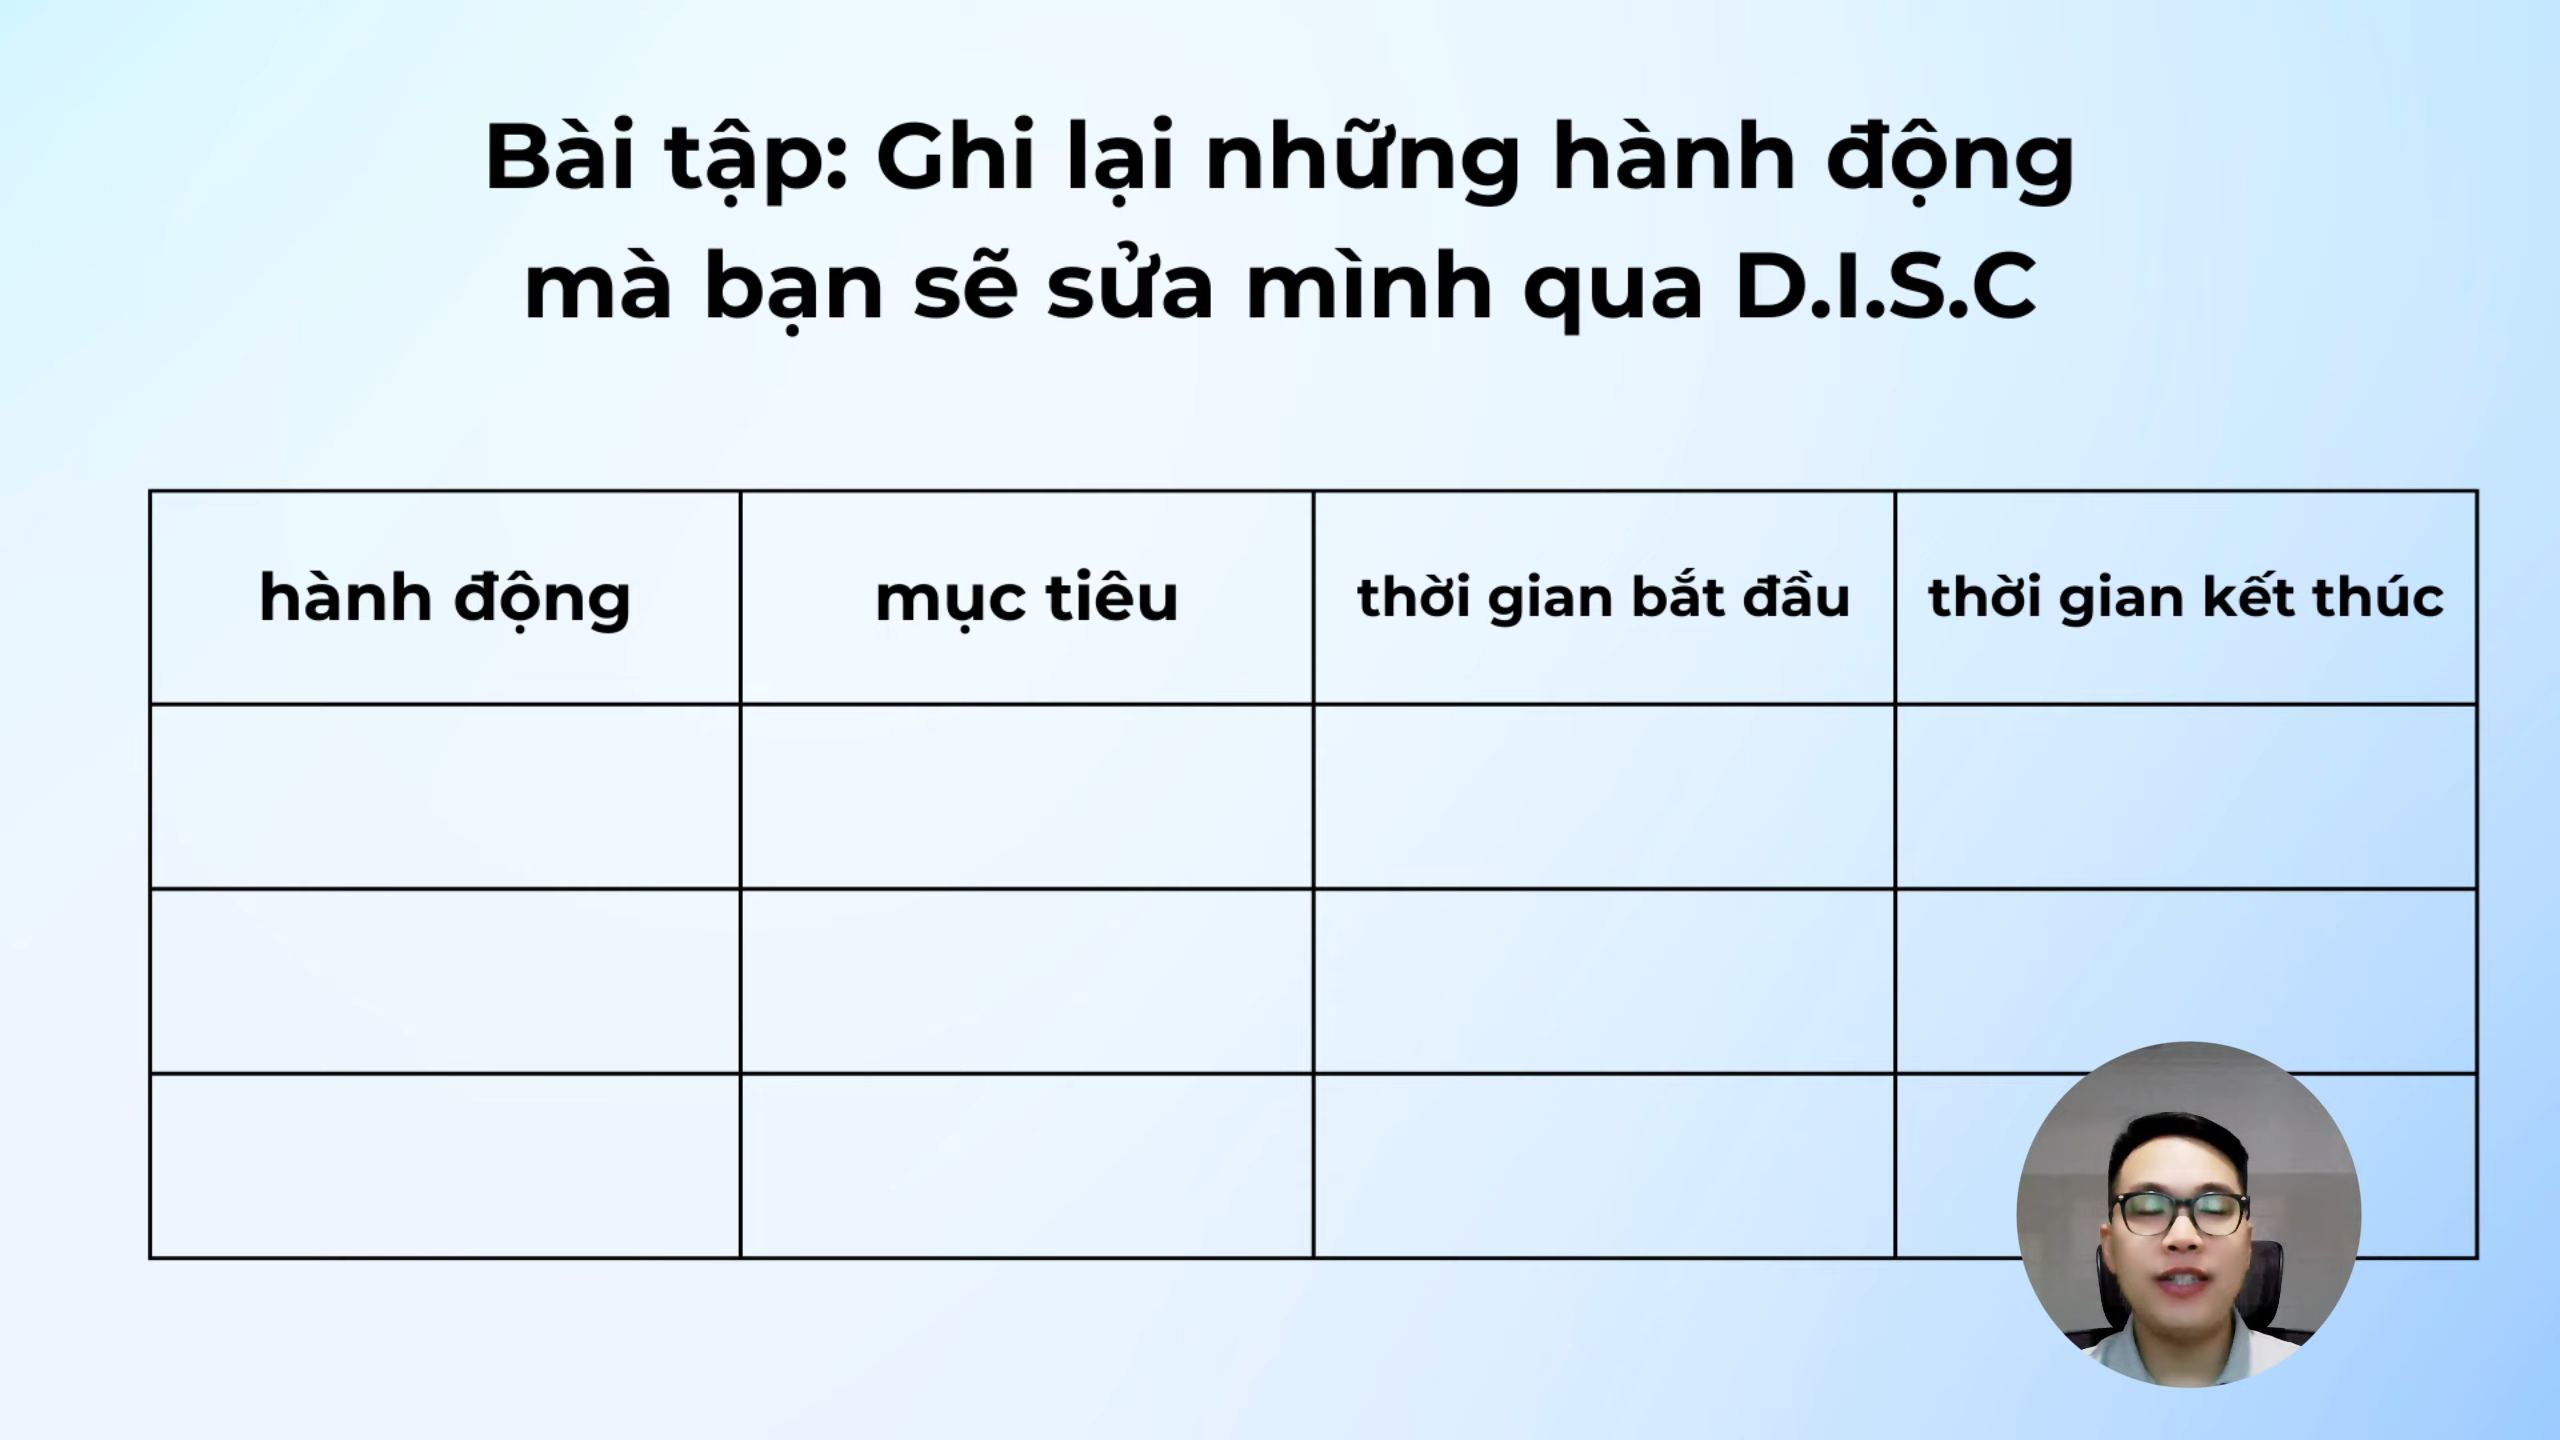 Bài tập: Ghi lại những hành động
mà bạn sẽ sửa mình qua D.I.S.C
hành động
mục tiêu
thời gian bắt đầu
thời gian kết thúc